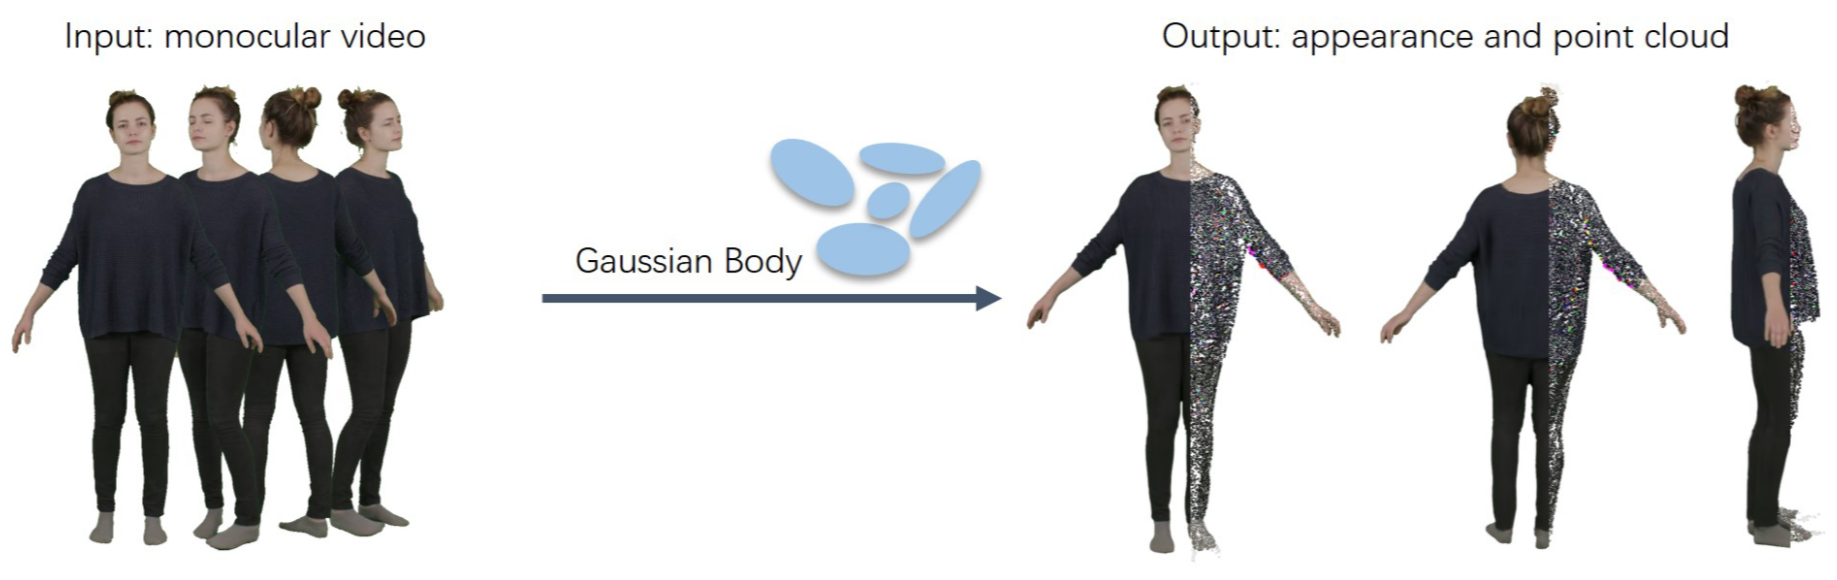 Input: monocular video
Gaussian Body
Output: appearance and point cloud